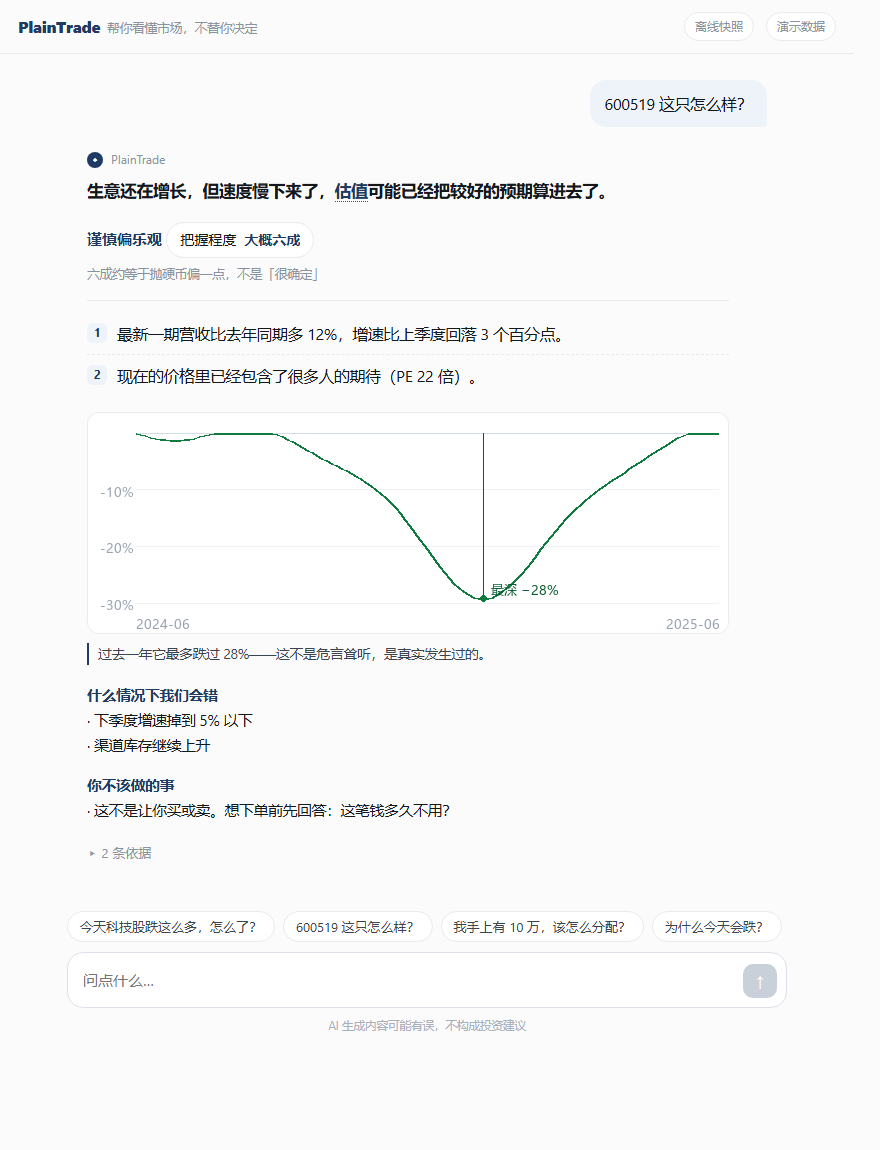 PlainTrade 帮你看懂市场，不替你决定 离线快照 演示数据
600519 这只怎么样？
PlainTrade
生意还在增长，但速度慢下来了，估值可能已经把较好的预期算进去了。
谨慎偏乐观 把握程度 大概六成
六成约等于抛硬币偏一点，不是「很确定」
1 最新一期营收比去年同期多 12%，增速比上季度回落 3 个百分点。
2 现在的价格里已经包含了很多人的期待（PE 22 倍）。
-10%
-20%
最深 −28%
-30%
2024-06 2025-06
过去一年它最多跌过 28%——这不是危言耸听，是真实发生过的。
什么情况下我们会错
· 下季度增速掉到 5% 以下
· 渠道库存继续上升
你不该做的事
· 这不是让你买或卖。想下单前先回答：这笔钱多久不用？
▸ 2 条依据
今天科技股跌这么多，怎么了？ 600519 这只怎么样？ 我手上有 10 万，该怎么分配？ 为什么今天会跌？
问点什么… ↑
AI 生成内容可能有误，不构成投资建议